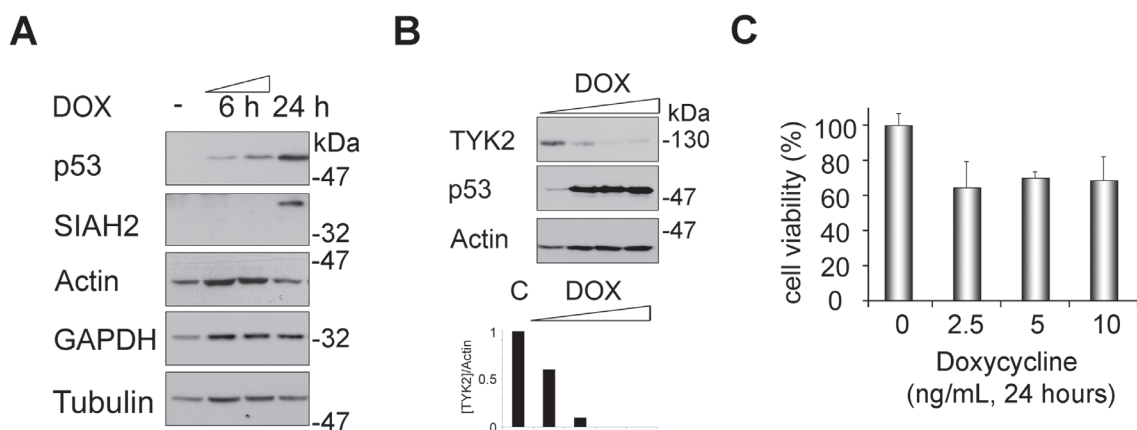 A
DOX - 6 h 24 h
kDa
p53
-47
SIAH2
-32
-47
Actin
GAPDH -32
Tubulin
-47
B
DOX
kDa
TYK2 -130
p53
-47
-47
Actin
C DOX
[TYK2]/Actin
1
0.5
0
C
cell viability (%)
100
80
60
40
20
0
0 2.5 5 10
Doxycycline
(ng/mL, 24 hours)